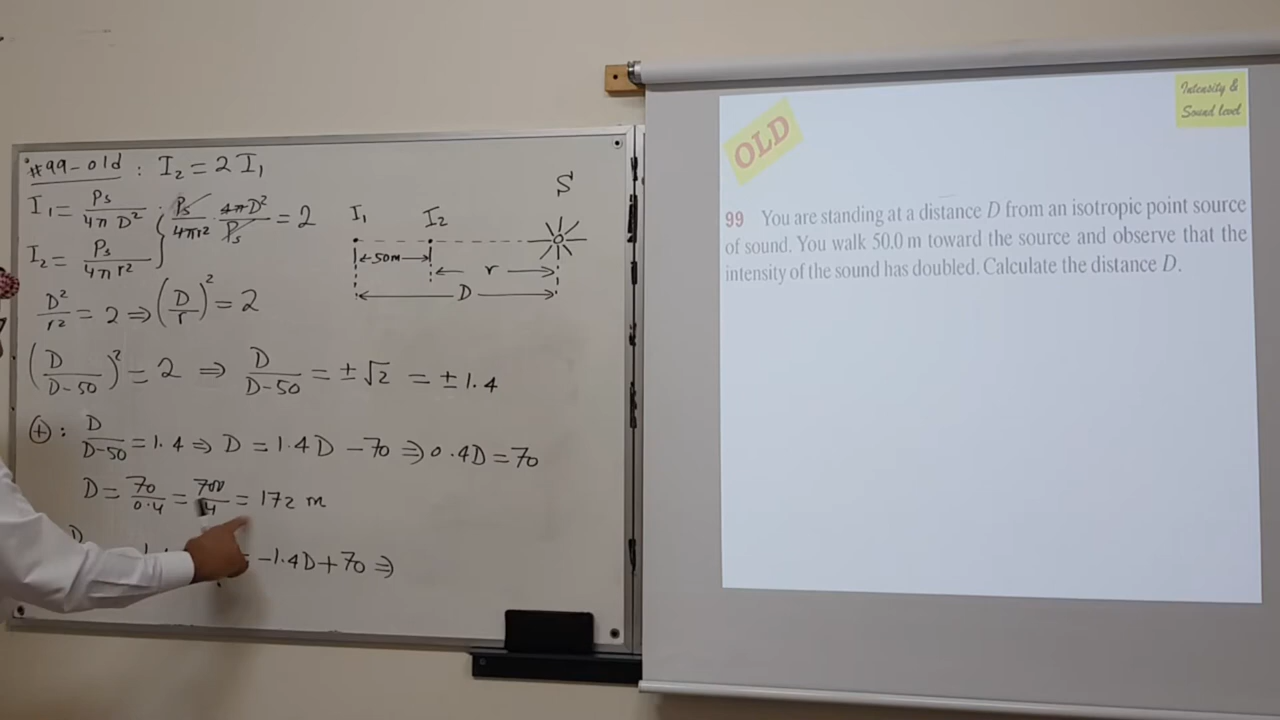 #99-old : I₂ = 2 I₁
I₁ = Ps / 4π D²
I₂ = Ps / 4π r²
Ps / 4πr² · 4πD² / Ps = 2
D² / r² = 2 ⇒ (D / r)² = 2
(D / D-50)² = 2 ⇒ D / D-50 = ±√2 = ±1.4
⊕ : D / D-50 = 1.4 ⇒ D = 1.4D - 70 ⇒ 0.4D = 70
D = 70 / 0.4 = 700 / 4 = 172 m
D
= -1.4D + 70 ⇒
S
I₁ I₂
50m
r
D
OLD
Intensity &
Sound level
99 You are standing at a distance D from an isotropic point source
of sound. You walk 50.0 m toward the source and observe that the
intensity of the sound has doubled. Calculate the distance D.